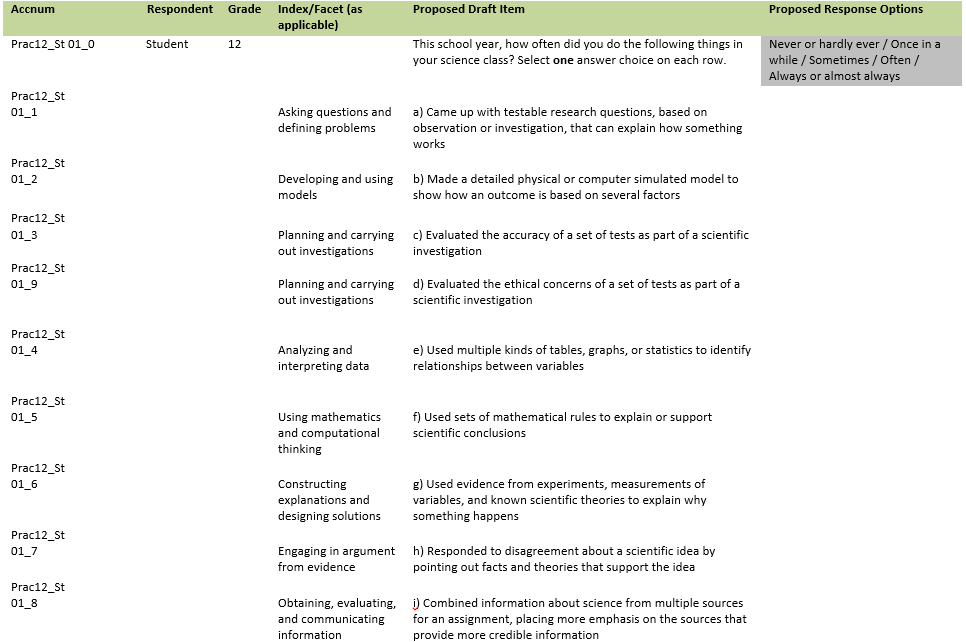 Accnum Respondent Grade Index/Facet (as applicable) Proposed Draft Item Proposed Response Options
Prac12_St 01_0 Student 12 This school year, how often did you do the following things in
your science class? Select one answer choice on each row.
Never or hardly ever / Once in a
while / Sometimes / Often /
Always or almost always
Prac12_St
01_1
Asking questions and
defining problems
a) Came up with testable research questions, based on
observation or investigation, that can explain how something
works
Prac12_St
01_2
Developing and using
models
b) Made a detailed physical or computer simulated model to
show how an outcome is based on several factors
Prac12_St
01_3
Planning and carrying
out investigations
c) Evaluated the accuracy of a set of tests as part of a scientific
investigation
Prac12_St
01_9
Planning and carrying
out investigations
d) Evaluated the ethical concerns of a set of tests as part of a
scientific investigation
Prac12_St
01_4
Analyzing and
interpreting data
e) Used multiple kinds of tables, graphs, or statistics to identify
relationships between variables
Prac12_St
01_5
Using mathematics
and computational
thinking
f) Used sets of mathematical rules to explain or support
scientific conclusions
Prac12_St
01_6
Constructing
explanations and
designing solutions
g) Used evidence from experiments, measurements of
variables, and known scientific theories to explain why
something happens
Prac12_St
01_7
Engaging in argument
from evidence
h) Responded to disagreement about a scientific idea by
pointing out facts and theories that support the idea
Prac12_St
01_8
Obtaining, evaluating,
and communicating
information
i) Combined information about science from multiple sources
for an assignment, placing more emphasis on the sources that
provide more credible information